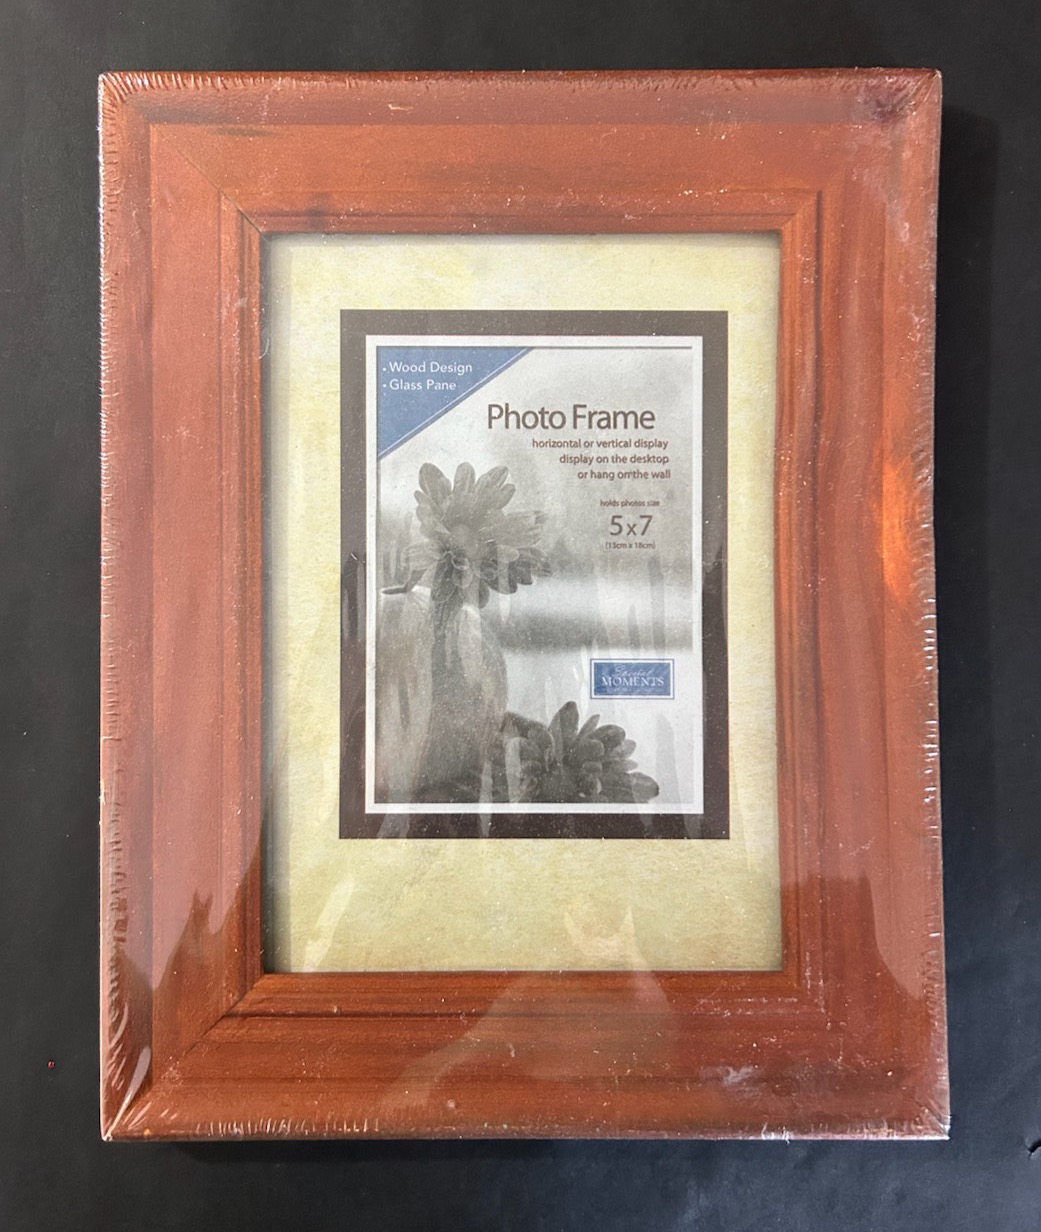 · Wood Design
· Glass Pane
Photo Frame
horizontal or vertical display
display on the desktop
or hang on the wall
holds photos size
5x7
(13cm x 18cm)
Special
MOMENTS